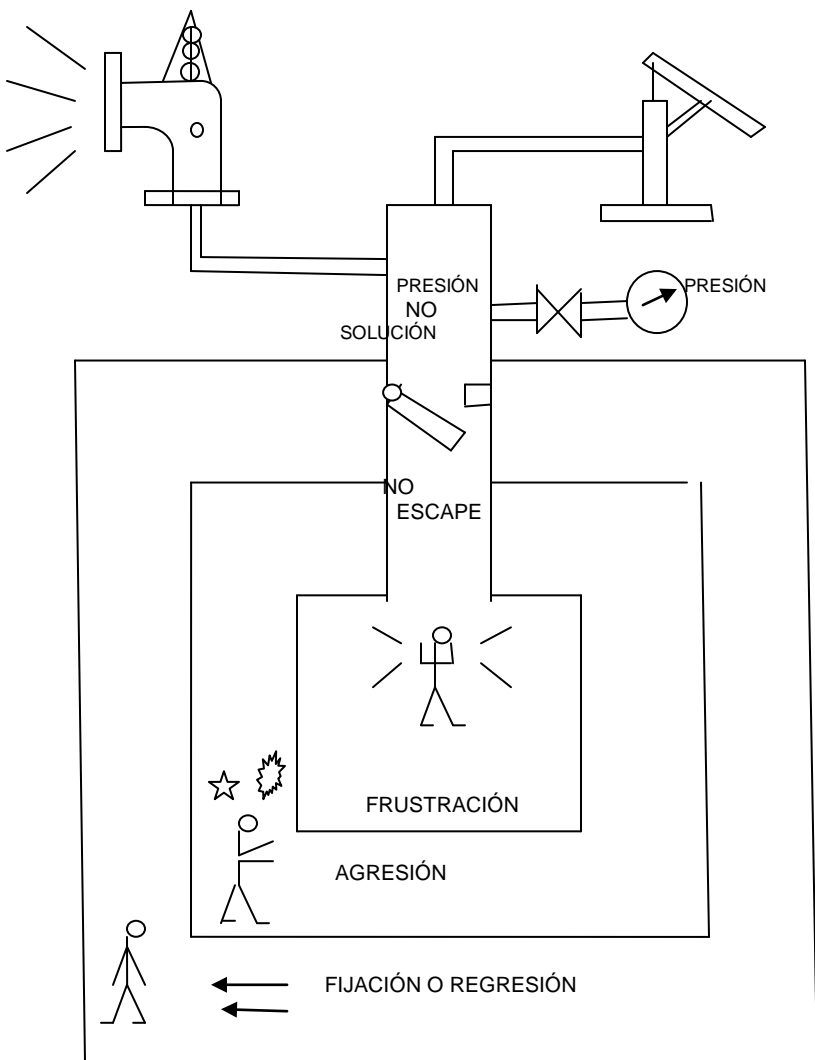 PRESIÓN
NO
SOLUCIÓN
PRESIÓN
NO
ESCAPE
FRUSTRACIÓN
AGRESIÓN
FIJACIÓN O REGRESIÓN